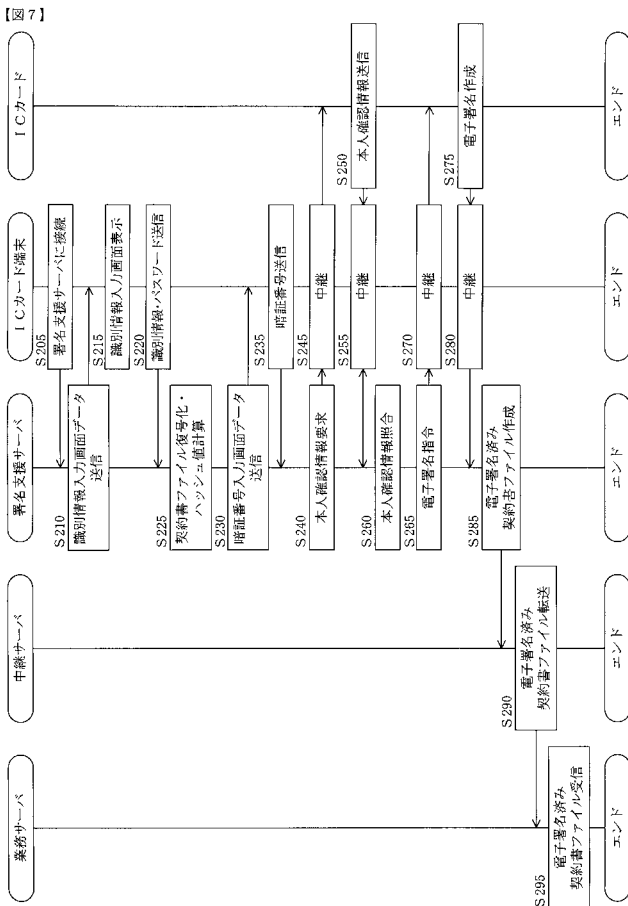 【図7】
業務サーバ
中継サーバ
署名支援サーバ
ICカード端末
ICカード
S205
署名支援サーバに接続
S210
識別情報入力画面データ
送信
S215
識別情報入力画面表示
S220
識別情報・パスワード送信
S225
契約書ファイル復号化・
ハッシュ値計算
S230
暗証番号入力画面データ
送信
S235
暗証番号送信
S240
本人確認情報要求
S245
中継
S250
本人確認情報送信
S255
中継
S260
本人確認情報照合
S265
電子署名指令
S270
中継
S275
電子署名作成
S280
中継
S285
電子署名済み
契約書ファイル作成
S290
電子署名済み
契約書ファイル転送
S295
電子署名済み
契約書ファイル受信
エンド
エンド
エンド
エンド
エンド